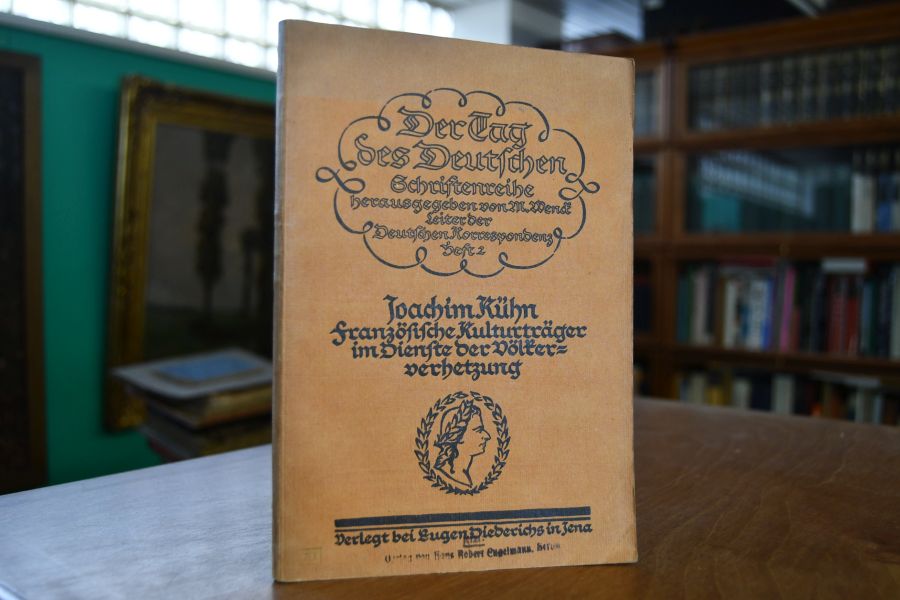 Der Tag
des Deutschen
Schriftenreihe
herausgegeben von M. Wenck
Leiter der
Deutschen Korrespondenz
Heft 2
Joachim Kühn
Französische Kulturträger
im Dienste der Völker=
verhetzung
Verlegt bei Eugen Diederichs in Jena
Verlag von Hans Robert Engelmann, Berlin